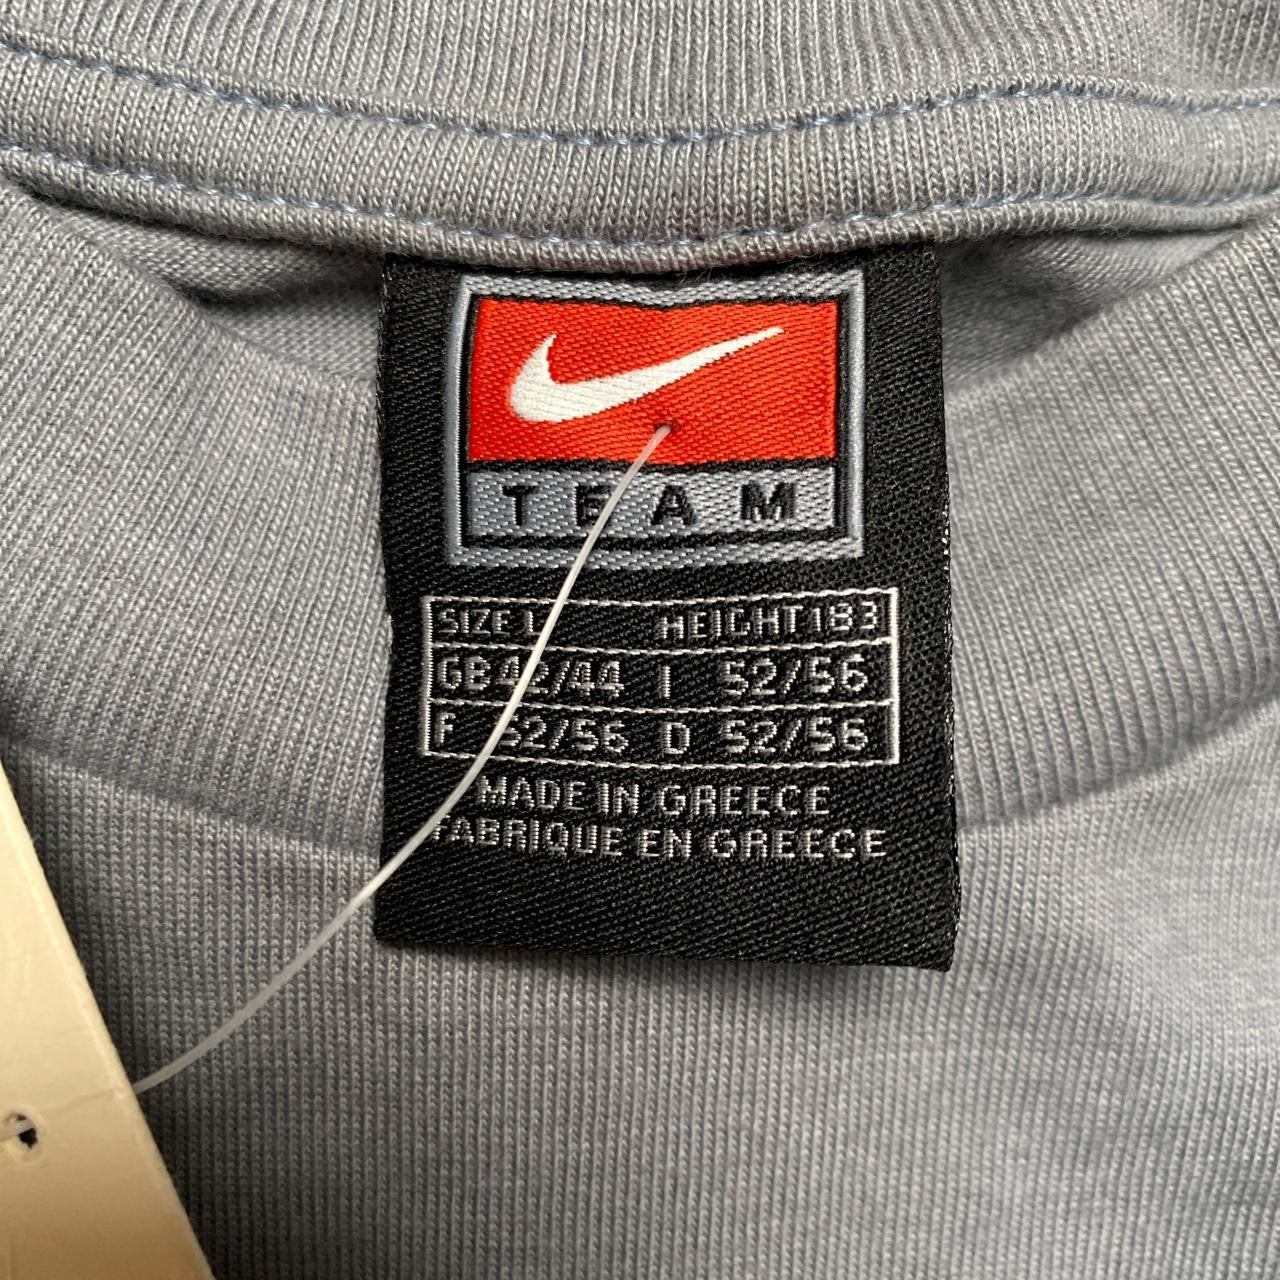 TEAM
SIZE L HEIGHT 183
GB 42/44 I 52/56
F 52/56 D 52/56
MADE IN GREECE
FABRIQUE EN GREECE